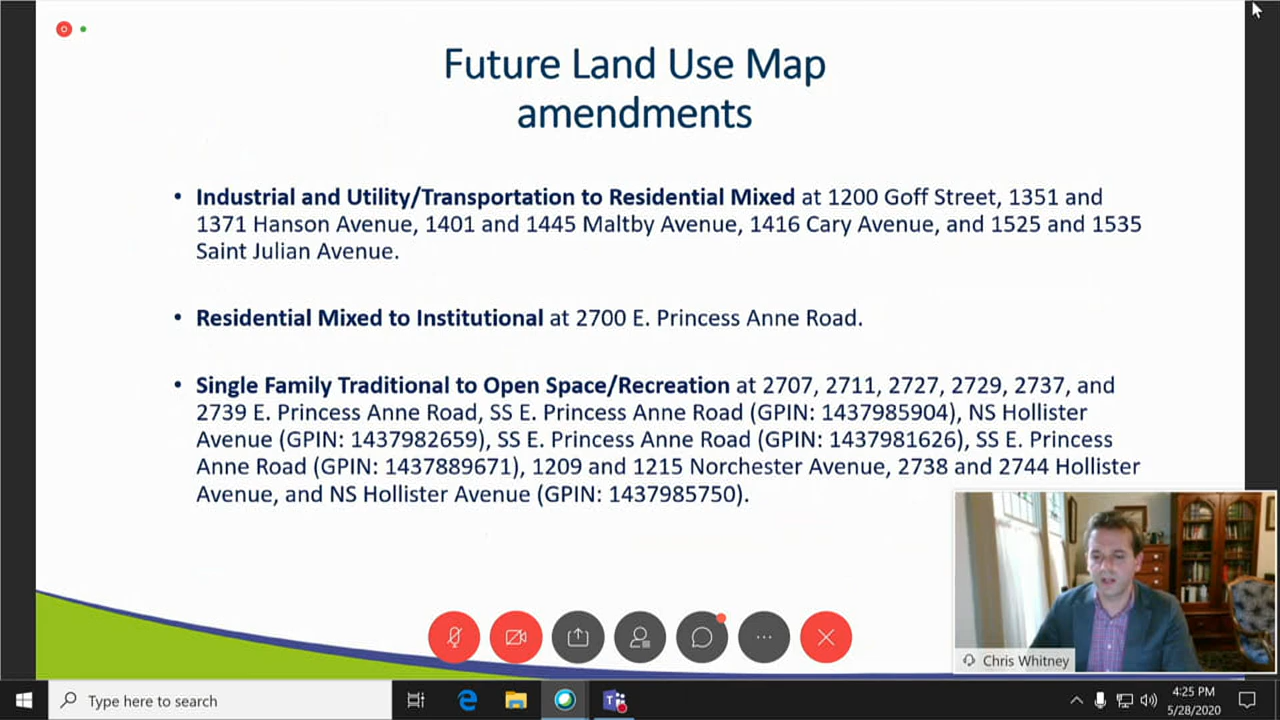 Future Land Use Map
amendments
• Industrial and Utility/Transportation to Residential Mixed at 1200 Goff Street, 1351 and
1371 Hanson Avenue, 1401 and 1445 Maltby Avenue, 1416 Cary Avenue, and 1525 and 1535
Saint Julian Avenue.
• Residential Mixed to Institutional at 2700 E. Princess Anne Road.
• Single Family Traditional to Open Space/Recreation at 2707, 2711, 2727, 2729, 2737, and
2739 E. Princess Anne Road, SS E. Princess Anne Road (GPIN: 1437985904), NS Hollister
Avenue (GPIN: 1437982659), SS E. Princess Anne Road (GPIN: 1437981626), SS E. Princess
Anne Road (GPIN: 1437889671), 1209 and 1215 Norchester Avenue, 2738 and 2744 Hollister
Avenue, and NS Hollister Avenue (GPIN: 1437985750).
Chris Whitney
Type here to search
4:25 PM
5/28/2020